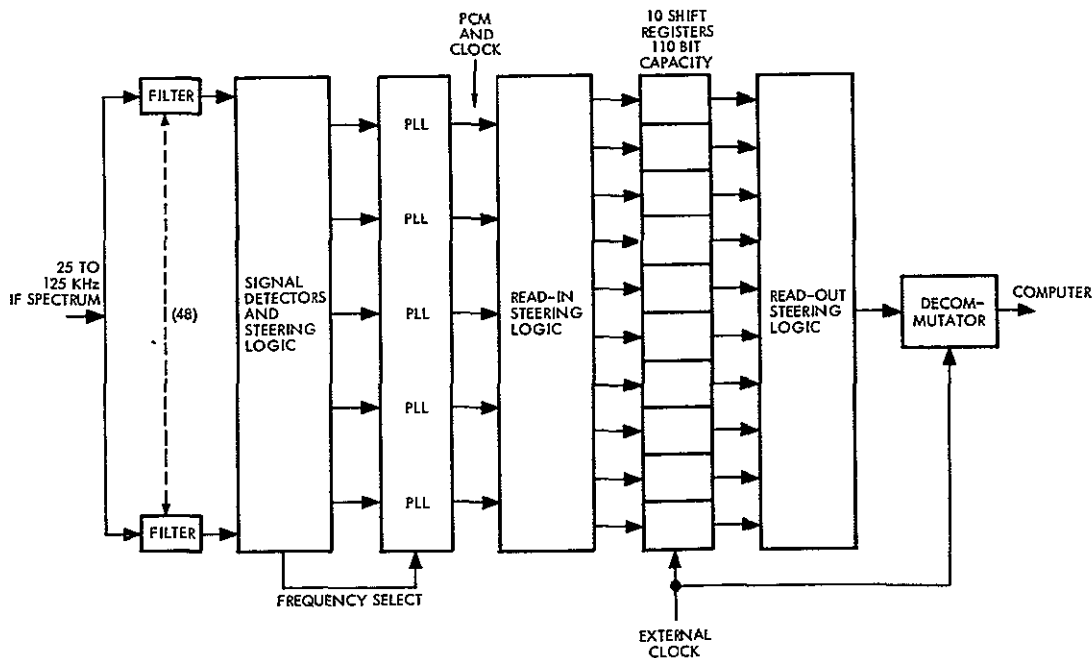 PCM
AND
CLOCK
10 SHIFT
REGISTERS
110 BIT
CAPACITY
FILTER
25 TO
125 KHz
IF SPECTRUM
(48)
FILTER
SIGNAL
DETECTORS
AND
STEERING
LOGIC
PLL
PLL
PLL
PLL
PLL
FREQUENCY SELECT
READ-IN
STEERING
LOGIC
READ-OUT
STEERING
LOGIC
DECOM-
MUTATOR
COMPUTER
EXTERNAL
CLOCK